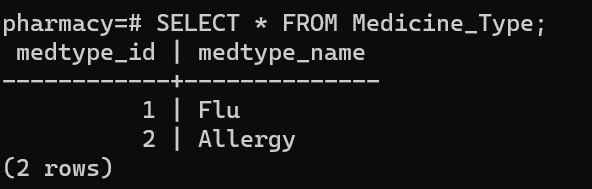 pharmacy=# SELECT * FROM Medicine_Type;
 medtype_id | medtype_name
------------+--------------
          1 | Flu
          2 | Allergy
(2 rows)